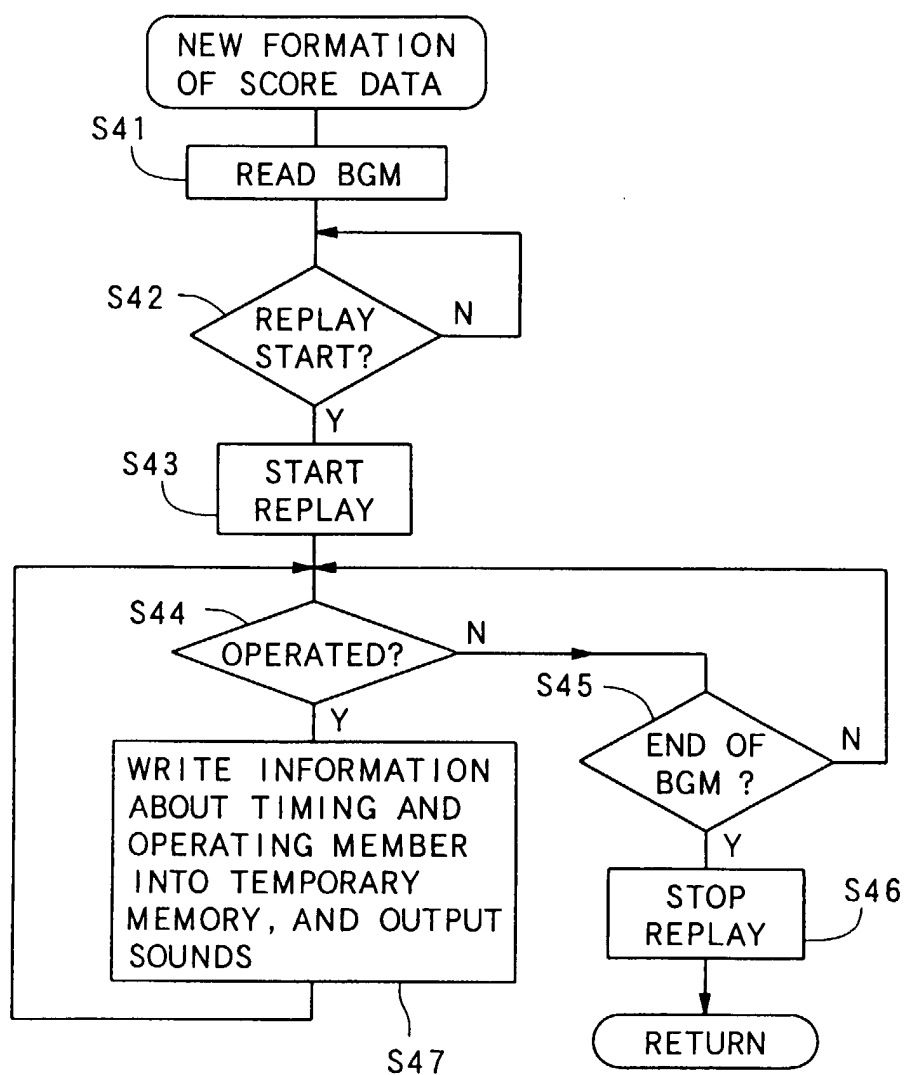 NEW FORMATION
OF SCORE DATA
S41
READ BGM
S42
REPLAY
START?
N
Y
S43
START
REPLAY
S44
OPERATED?
N
Y
S45
END OF
BGM ?
N
Y
WRITE INFORMATION
ABOUT TIMING AND
OPERATING MEMBER
INTO TEMPORARY
MEMORY, AND OUTPUT
SOUNDS
S47
STOP
REPLAY
S46
RETURN